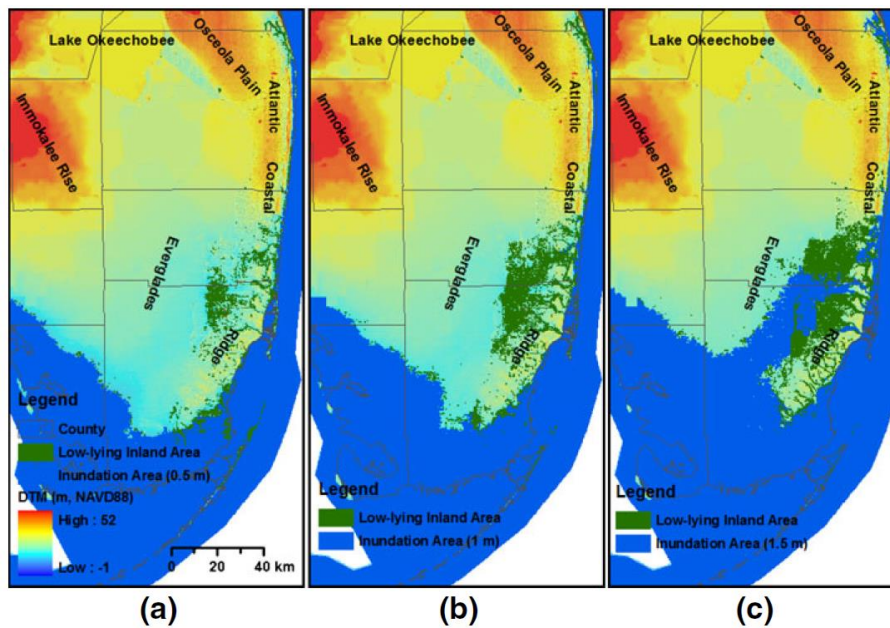 Lake Okeechobee
Osceola Plain
Immokalee Rise
Atlantic
Coastal
Everglades
Ridge
Legend
County
Low-lying Inland Area
Inundation Area (0.5 m)
DTM (m, NAVD88)
High : 52
Low : -1
0 20 40 km
(a)
Lake Okeechobee
Osceola Plain
Immokalee Rise
Atlantic
Coastal
Everglades
Ridge
Legend
Low-lying Inland Area
Inundation Area (1 m)
(b)
Lake Okeechobee
Osceola Plain
Immokalee Rise
Atlantic
Coastal
Everglades
Ridge
Legend
Low-lying Inland Area
Inundation Area (1.5 m)
(c)